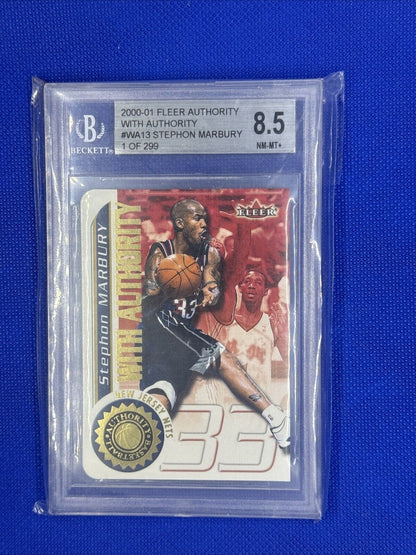 2000-01 FLEER AUTHORITY
WITH AUTHORITY
#WA13 STEPHON MARBURY
1 OF 299
B
BECKETT
8.5
NM-MT+
FLEER
Stephon MARBURY
WITH AUTHORITY
33
NEW JERSEY NETS
AUTHORITY
BASKETBALL
33